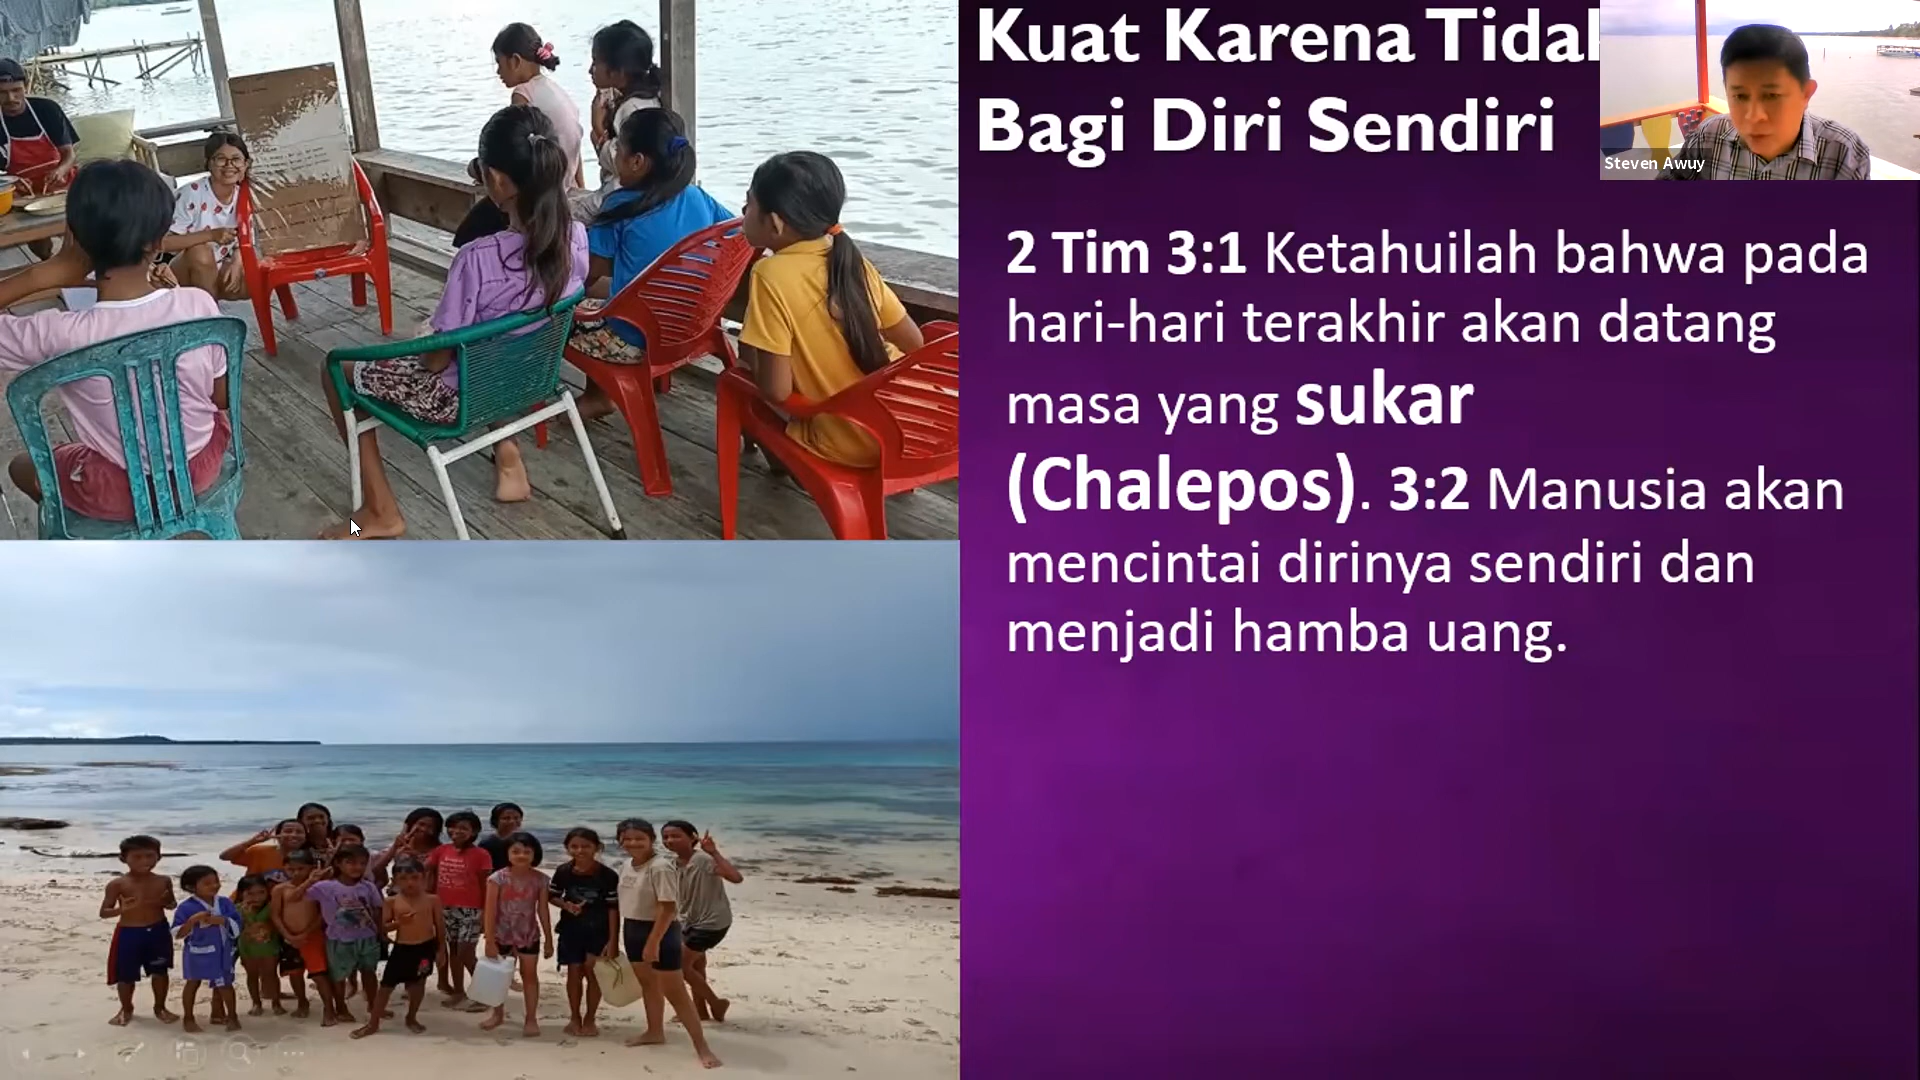 Kuat Karena Tidak
Bagi Diri Sendiri
Steven Awuy
2 Tim 3:1 Ketahuilah bahwa pada
hari-hari terakhir akan datang
masa yang sukar
(Chalepos). 3:2 Manusia akan
mencintai dirinya sendiri dan
menjadi hamba uang.